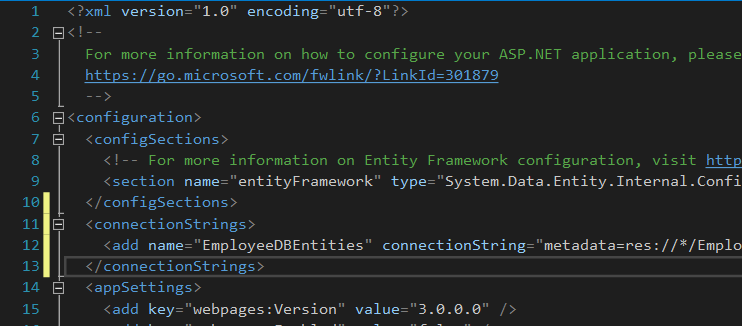 1 <?xml version="1.0" encoding="utf-8"?>
2 <!--
3 For more information on how to configure your ASP.NET application, please
4 https://go.microsoft.com/fwlink/?LinkId=301879
5 -->
6 <configuration>
7 <configSections>
8 <!-- For more information on Entity Framework configuration, visit http
9 <section name="entityFramework" type="System.Data.Entity.Internal.Confi
10 </configSections>
11 <connectionStrings>
12 <add name="EmployeeDBEntities" connectionString="metadata=res://*/Emplo
13 </connectionStrings>
14 <appSettings>
15 <add key="webpages:Version" value="3.0.0.0" />